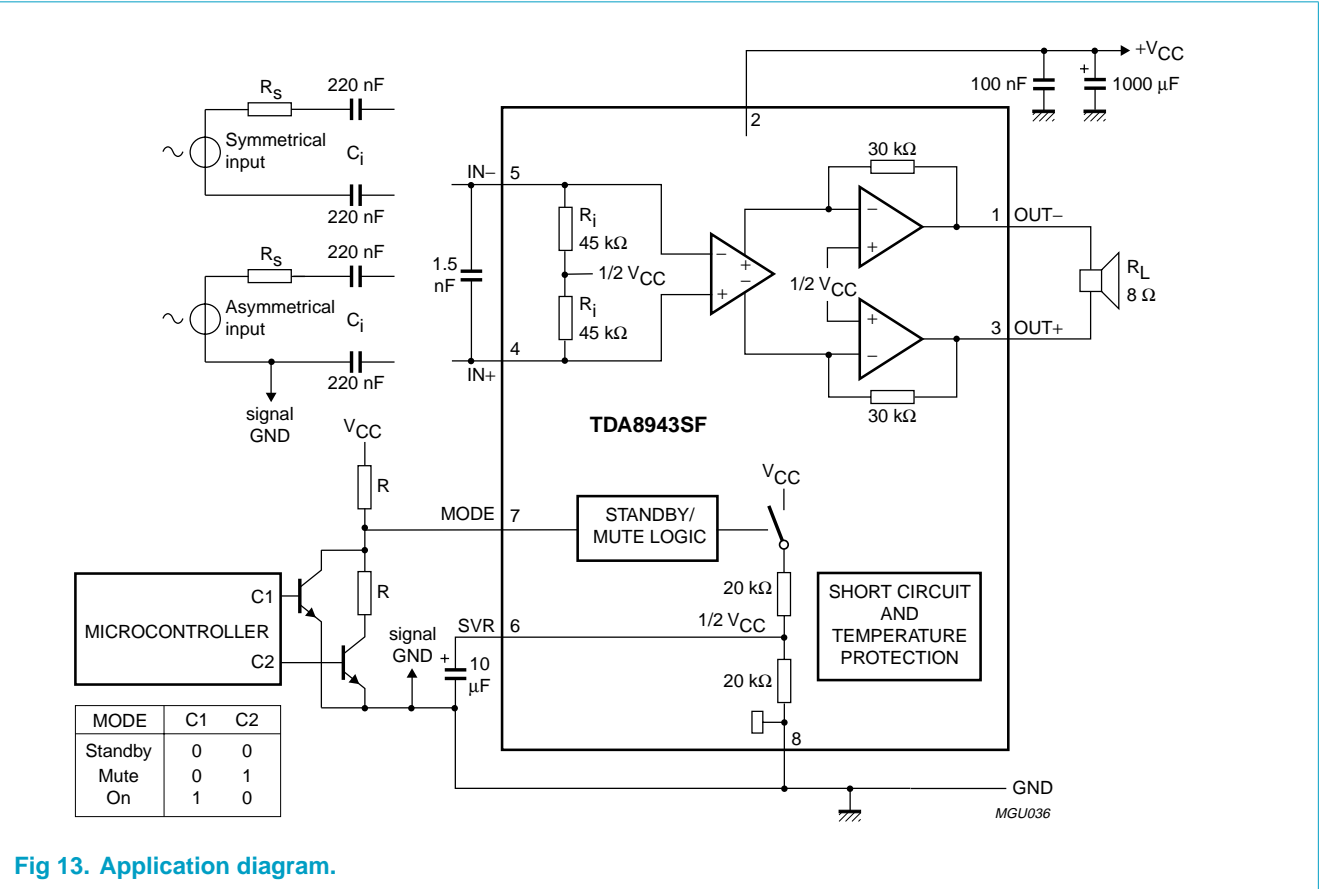 +VCC
100 nF
+
1000 μF
RS
220 nF
Symmetrical
input
Ci
220 nF
RS
220 nF
Asymmetrical
input
Ci
220 nF
signal
GND
2
IN−
5
1.5
nF
Ri
45 kΩ
1/2 VCC
Ri
45 kΩ
4
IN+
−
+
+
−
30 kΩ
−
+
1/2 VCC
+
−
30 kΩ
1
OUT−
RL
8 Ω
3
OUT+
TDA8943SF
VCC
R
MODE
7
STANDBY/
MUTE LOGIC
VCC
20 kΩ
SHORT CIRCUIT
AND
TEMPERATURE
PROTECTION
MICROCONTROLLER
C1
C2
R
signal
GND
SVR
6
1/2 VCC
+
10
μF
20 kΩ
8
MODE C1 C2
Standby 0 0
Mute 0 1
On 1 0
GND
MGU036
Fig 13. Application diagram.